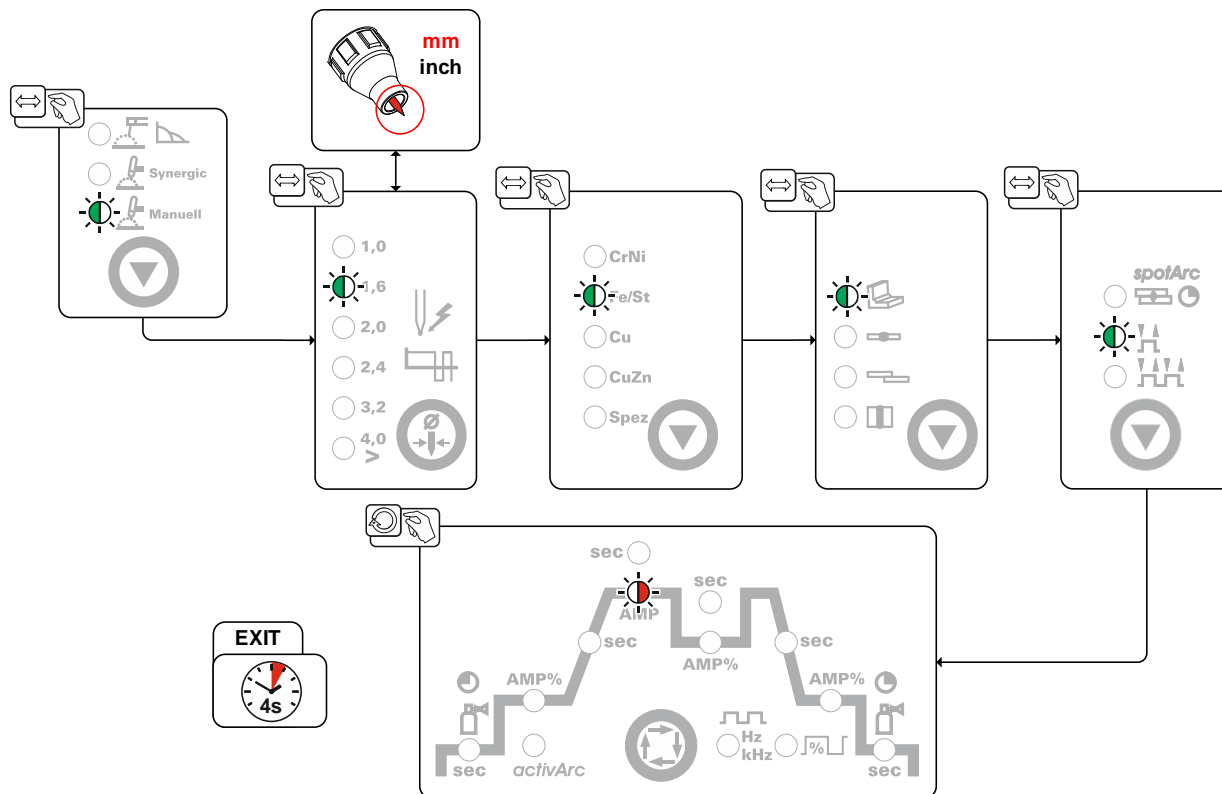 mm
inch
Synergic
Manuell
1,0
1,6
2,0
2,4
3,2
4,0
>
Ø
CrNi
Fe/St
Cu
CuZn
Spez
spotArc
sec
sec
AMP
sec
sec
AMP%
AMP%
AMP%
EXIT
4s
Hz
kHz
%
sec
activArc
sec